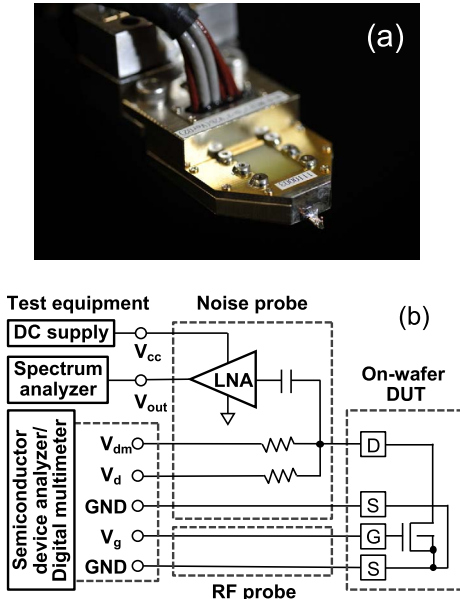 (a)
(b)
Test equipment
Noise probe
DC supply
Vcc
Spectrum
analyzer
Vout
LNA
On-wafer
DUT
Semiconductor
device analyzer/
Digital multimeter
Vdm
D
Vd
GND
S
Vg
G
GND
S
RF probe